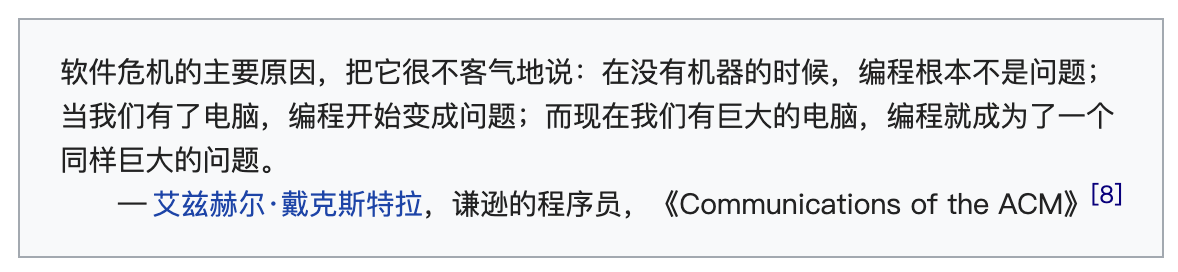 软件危机的主要原因，把它很不客气地说：在没有机器的时候，编程根本不是问题；
当我们有了电脑，编程开始变成问题；而现在我们有巨大的电脑，编程就成为了一个
同样巨大的问题。
— 艾兹赫尔·戴克斯特拉，谦逊的程序员，《Communications of the ACM》[8]